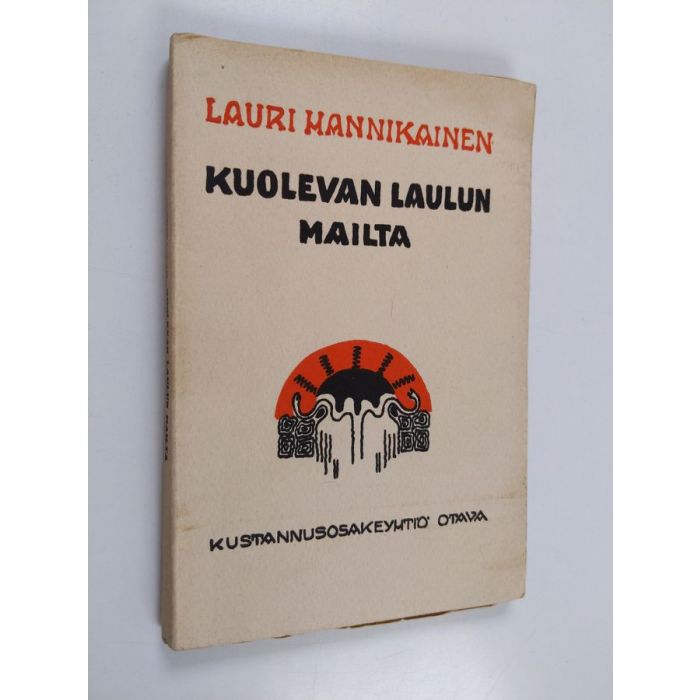 LAURI HANNIKAINEN
KUOLEVAN LAULUN
MAILTA
KUSTANNUSOSAKEYHTIÖ OTAVA